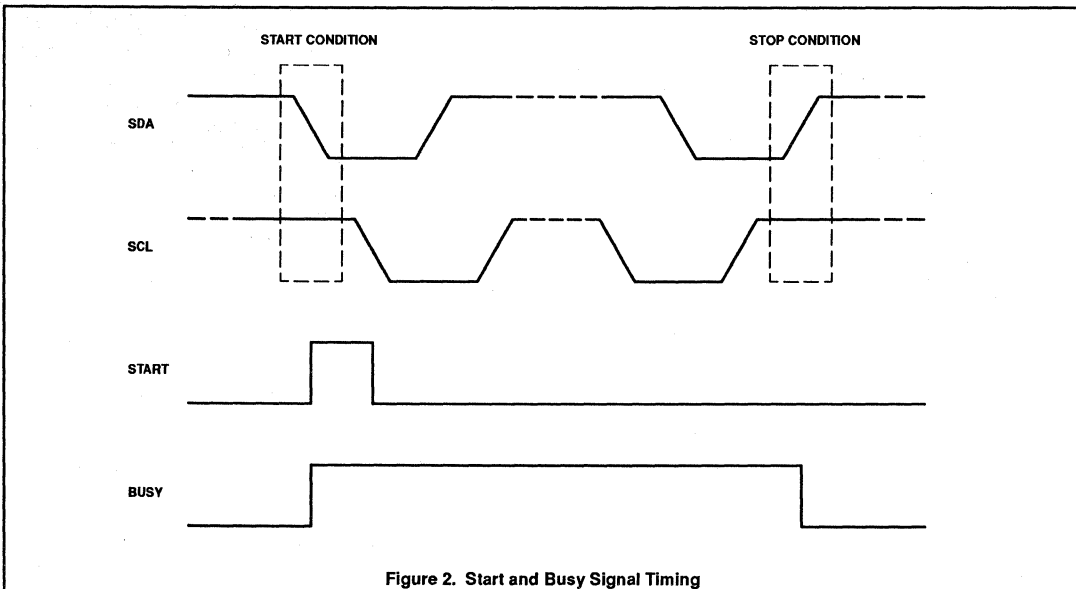 START CONDITION
STOP CONDITION
SDA
SCL
START
BUSY
Figure 2. Start and Busy Signal Timing